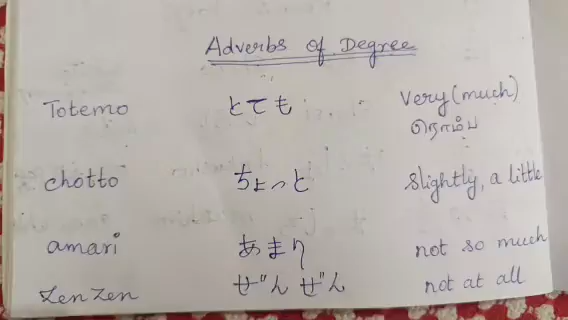 Adverbs of Degree
Totemo とても Very (much)
ரொம்ப
chotto ちょっと slightly, a little
amari あまり not so much
Zen Zen ぜん ぜん not at all